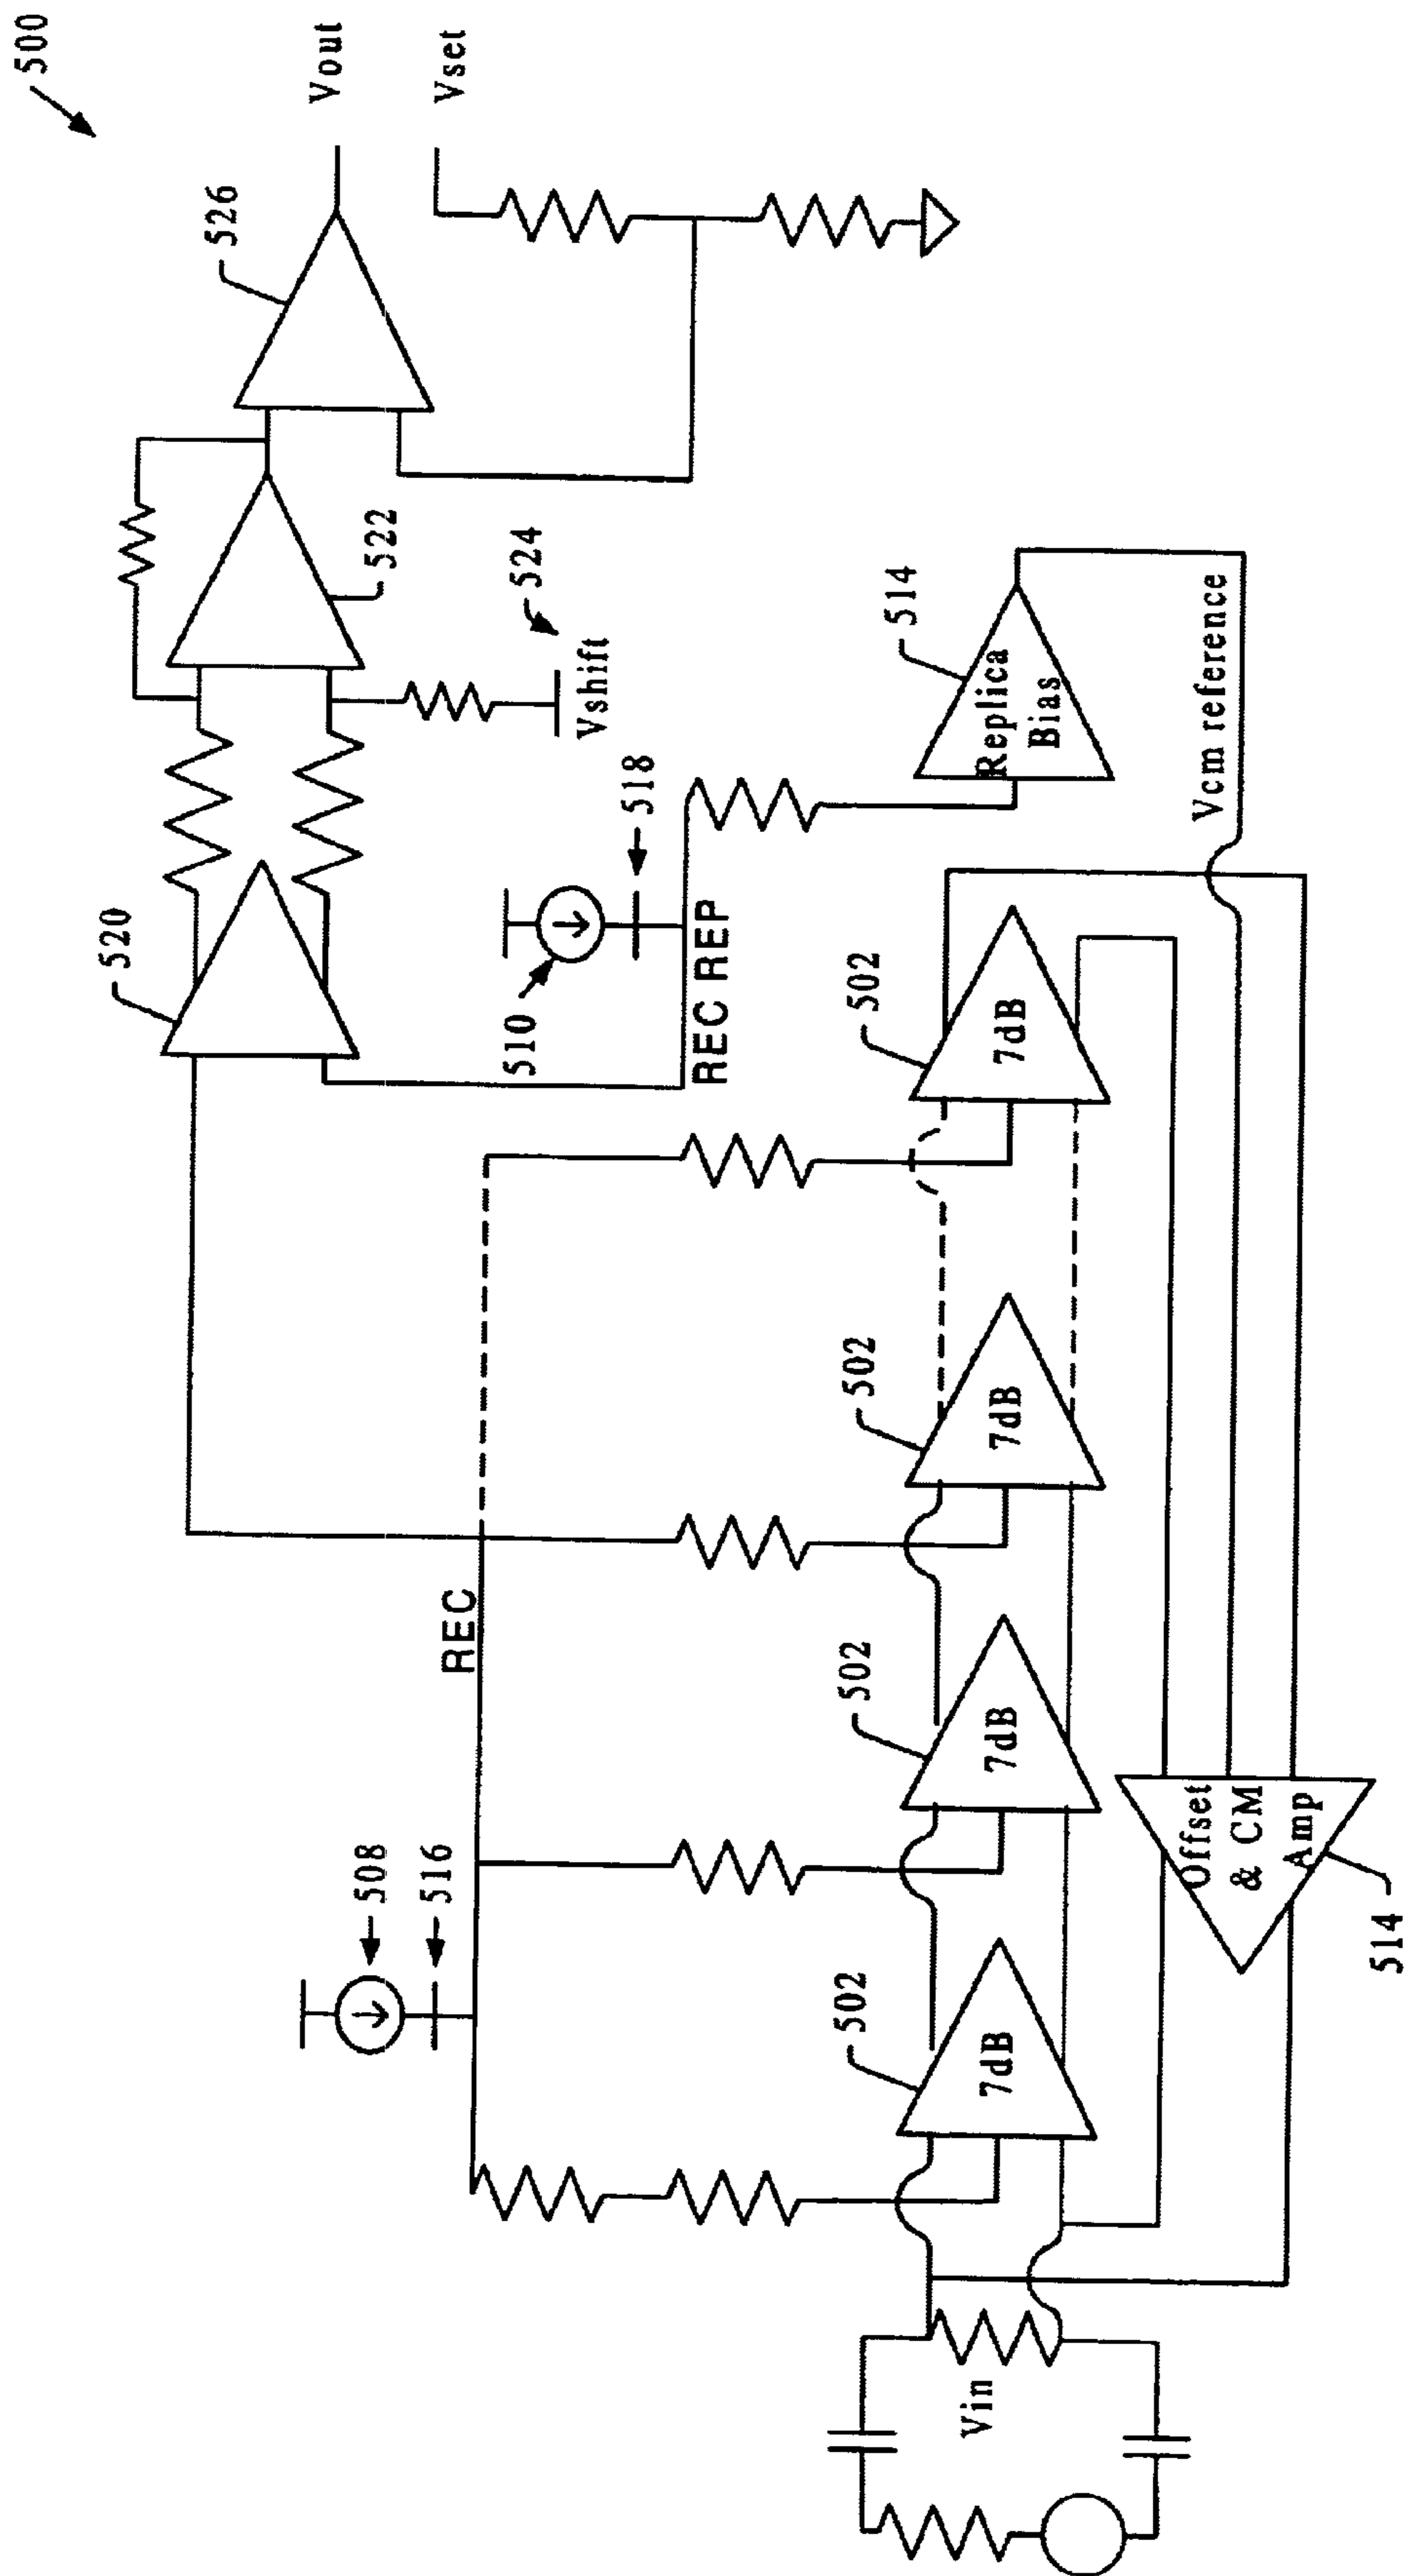 500
Vout
Vset
526
522
524
Vshift
520
510
518
REC REP
514
Replica
Bias
Vcm reference
REC
508
516
502
7dB
502
7dB
502
7dB
502
7dB
Vin
Offset
& CM
Amp
514